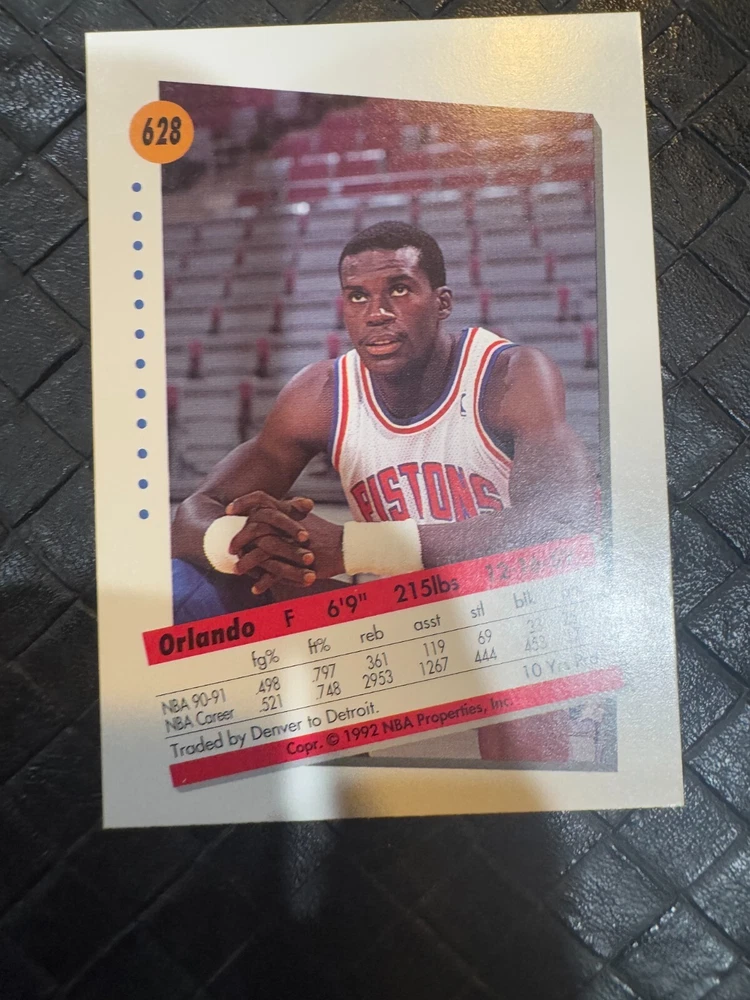 628
PISTONS
Orlando F 6'9" 215lbs
fg% ft% reb asst stl blk
NBA 90-91 .498 .797 361 119 69
NBA Career .521 .748 2953 1267 444 453
Traded by Denver to Detroit. 10 Yrs
Copr. © 1992 NBA Properties, Inc.